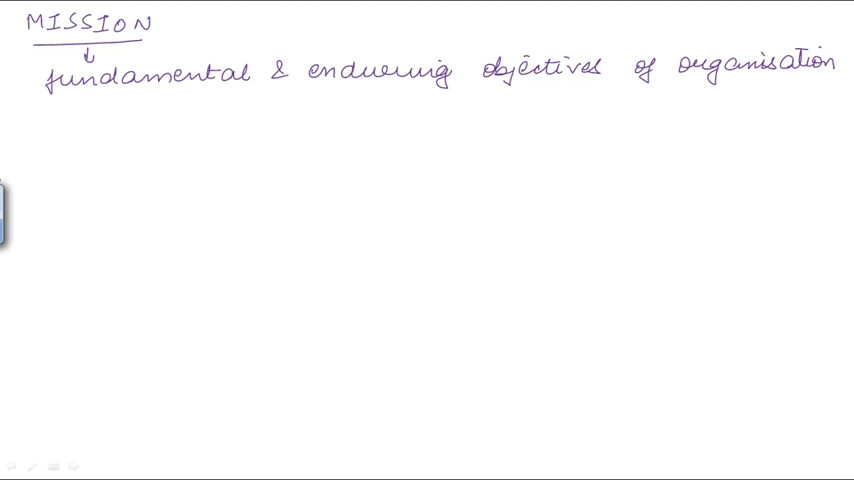 MISSION
fundamental & enduring objectives of organisation